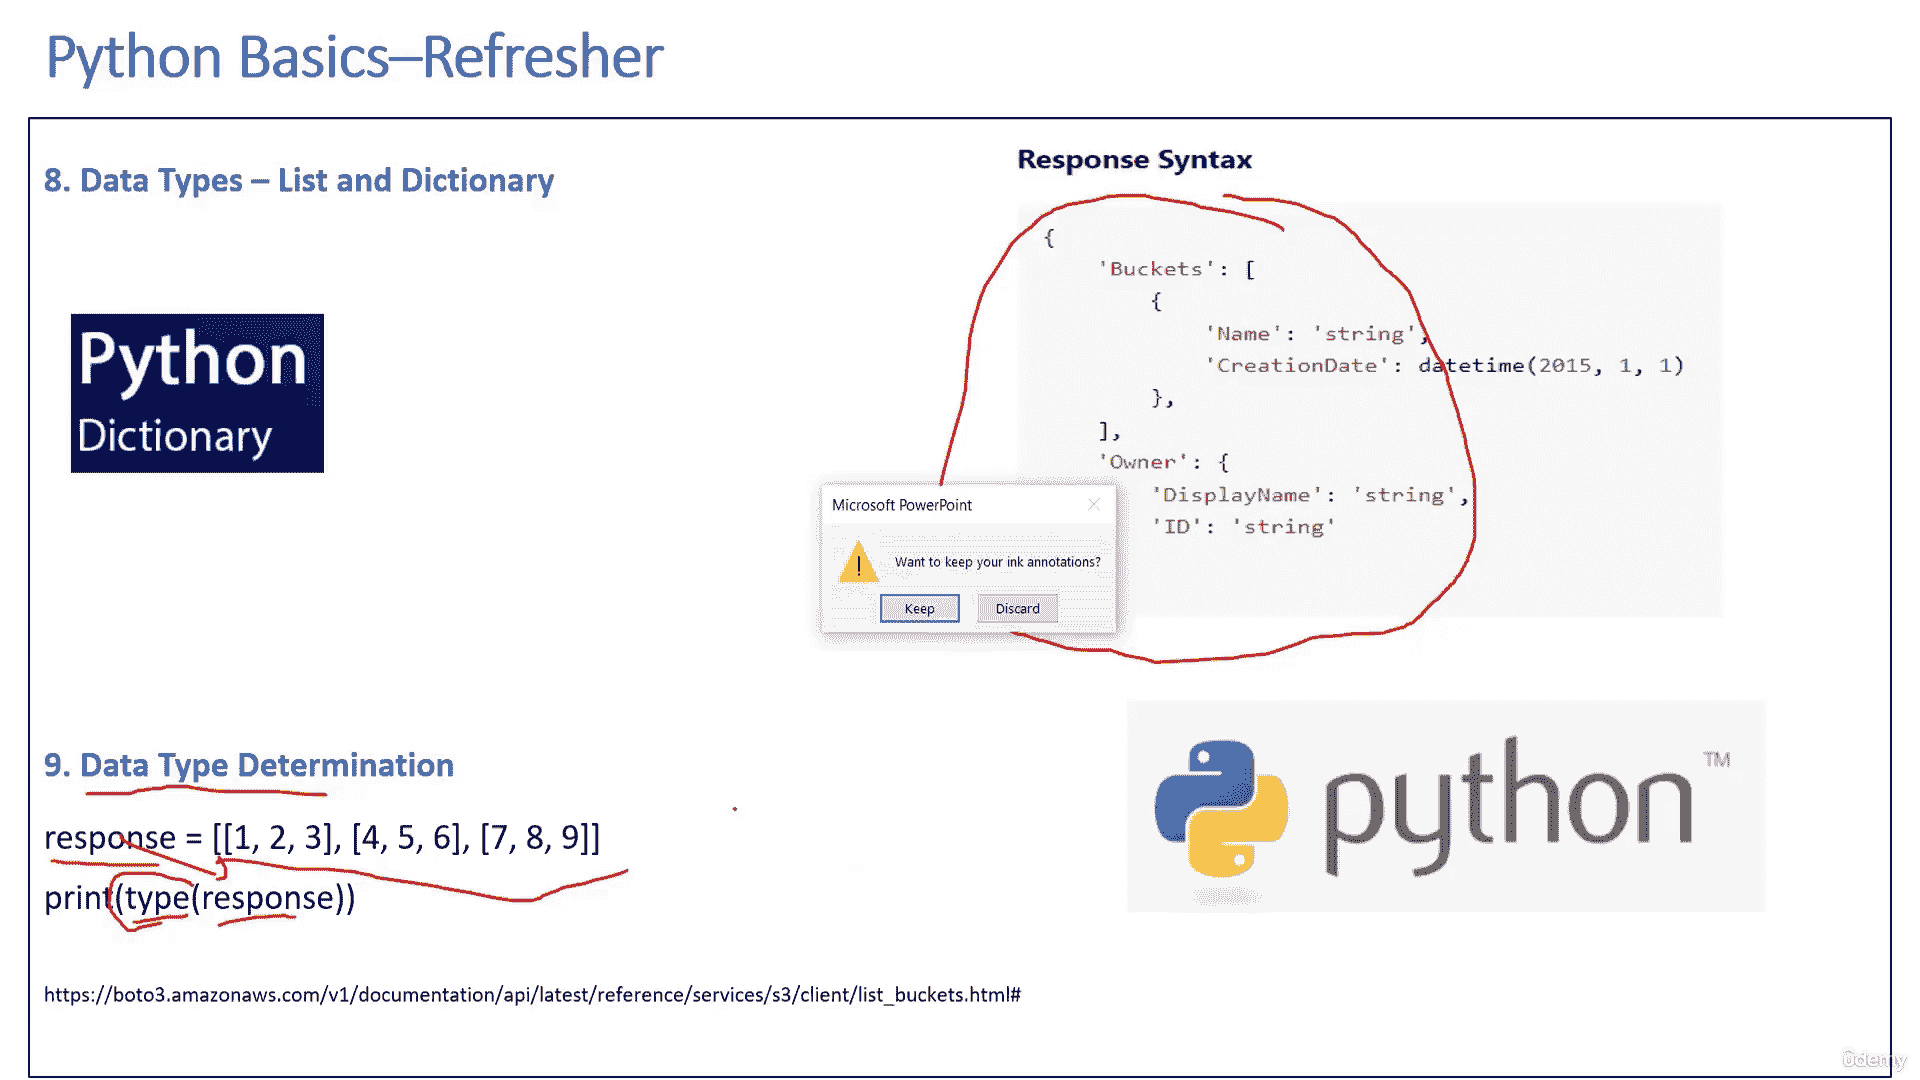 Python Basics–Refresher
8. Data Types – List and Dictionary
Python
Dictionary
Response Syntax
{
'Buckets': [
{
'Name': 'string',
'CreationDate': datetime(2015, 1, 1)
},
],
'Owner': {
'DisplayName': 'string',
'ID': 'string'
Microsoft PowerPoint
Want to keep your ink annotations?
Keep
Discard
python TM
9. Data Type Determination
response = [[1, 2, 3], [4, 5, 6], [7, 8, 9]]
print(type(response))
https://boto3.amazonaws.com/v1/documentation/api/latest/reference/services/s3/client/list_buckets.html#
ûdemy